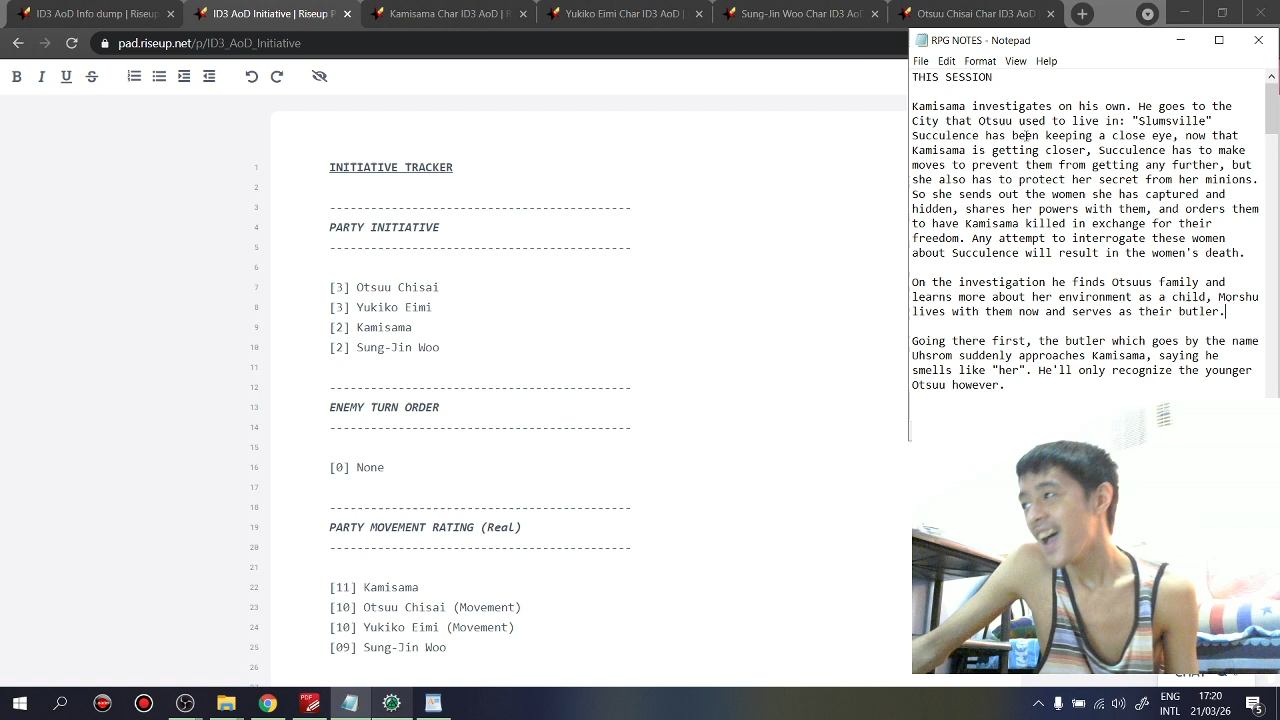 ID3 AoD Info dump | Riseup
ID3 AoD Initiative | Riseup P
Kamisama Char ID3 AoD | R
Yukiko Eimi Char ID3 AoD |
Sung-Jin Woo Char ID3 AoD
Otsuu Chisai Char ID3 AoD |
pad.riseup.net/p/ID3_AoD_Initiative
B I U S
1 INITIATIVE TRACKER
2
3 --------------------------------------------
4 PARTY INITIATIVE
5 --------------------------------------------
6
7 [3] Otsuu Chisai
8 [3] Yukiko Eimi
9 [2] Kamisama
10 [2] Sung-Jin Woo
11
12 --------------------------------------------
13 ENEMY TURN ORDER
14 --------------------------------------------
15
16 [0] None
17
18 --------------------------------------------
19 PARTY MOVEMENT RATING (Real)
20 --------------------------------------------
21
22 [11] Kamisama
23 [10] Otsuu Chisai (Movement)
24 [10] Yukiko Eimi (Movement)
25 [09] Sung-Jin Woo
26
RPG NOTES - Notepad
File Edit Format View Help
THIS SESSION
Kamisama investigates on his own. He goes to the
City that Otsuu used to live in: "Slumsville"
Succulence has been keeping a close eye, now that
Kamisama is getting closer, Succulence has to make
moves to prevent them from getting any further, but
she also has to protect her secret from her minions.
So she sends out the women she has captured and
hidden, shares her powers with them, and orders them
to have Kamisama killed in exchange for their
freedom. Any attempt to interrogate these women
about Succulence will result in the women's death.
On the investigation he finds Otsuus family and
learns more about her environment as a child, Morshu
lives with them now and serves as their butler.
Going there first, the butler which goes by the name
Uhsrom suddenly approaches Kamisama, saying he
smells like "her". He'll only recognize the younger
Otsuu however.
ENG
INTL
17:20
21/03/26
5